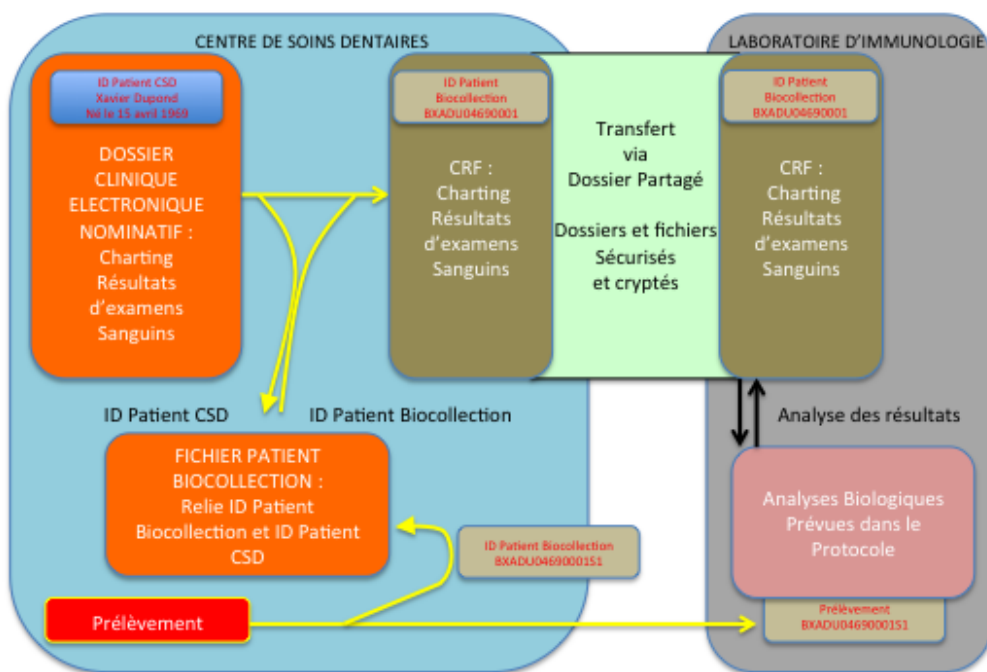 CENTRE DE SOINS DENTAIRES
LABORATOIRE D'IMMUNOLOGIE
ID Patient CSD
Xavier Dupond
Né le 15 avril 1969
DOSSIER
CLINIQUE
ELECTRONIQUE
NOMINATIF :
Charting
Résultats
d'examens
Sanguins
ID Patient
Biocollection
BXADU04690001
CRF :
Charting
Résultats
d'examens
Sanguins
Transfert
via
Dossier Partagé
Dossiers et fichiers
Sécurisés
et cryptés
ID Patient
Biocollection
BXADU04690001
CRF :
Charting
Résultats
d'examens
Sanguins
ID Patient CSD
ID Patient Biocollection
Analyse des résultats
FICHIER PATIENT
BIOCOLLECTION :
Relie ID Patient
Biocollection et ID Patient
CSD
ID Patient Biocollection
BXADU0469000151
Analyses Biologiques
Prévues dans le
Protocole
Prélèvement
Prélèvement
BXADU0469000151